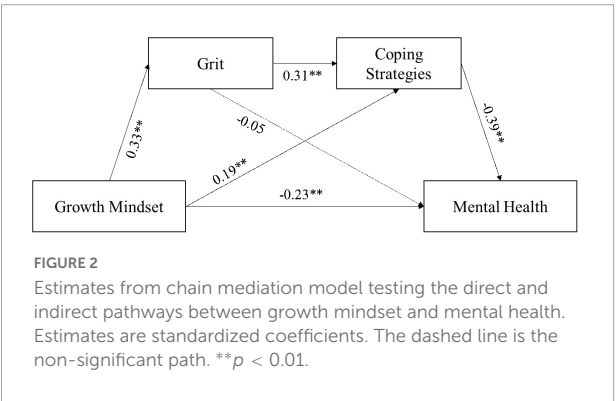 Grit
Coping
Strategies
0.31**
0.33**
-0.05
0.19**
-0.39**
-0.23**
Growth Mindset
Mental Health
FIGURE 2
Estimates from chain mediation model testing the direct and
indirect pathways between growth mindset and mental health.
Estimates are standardized coefficients. The dashed line is the
non-significant path. **p < 0.01.